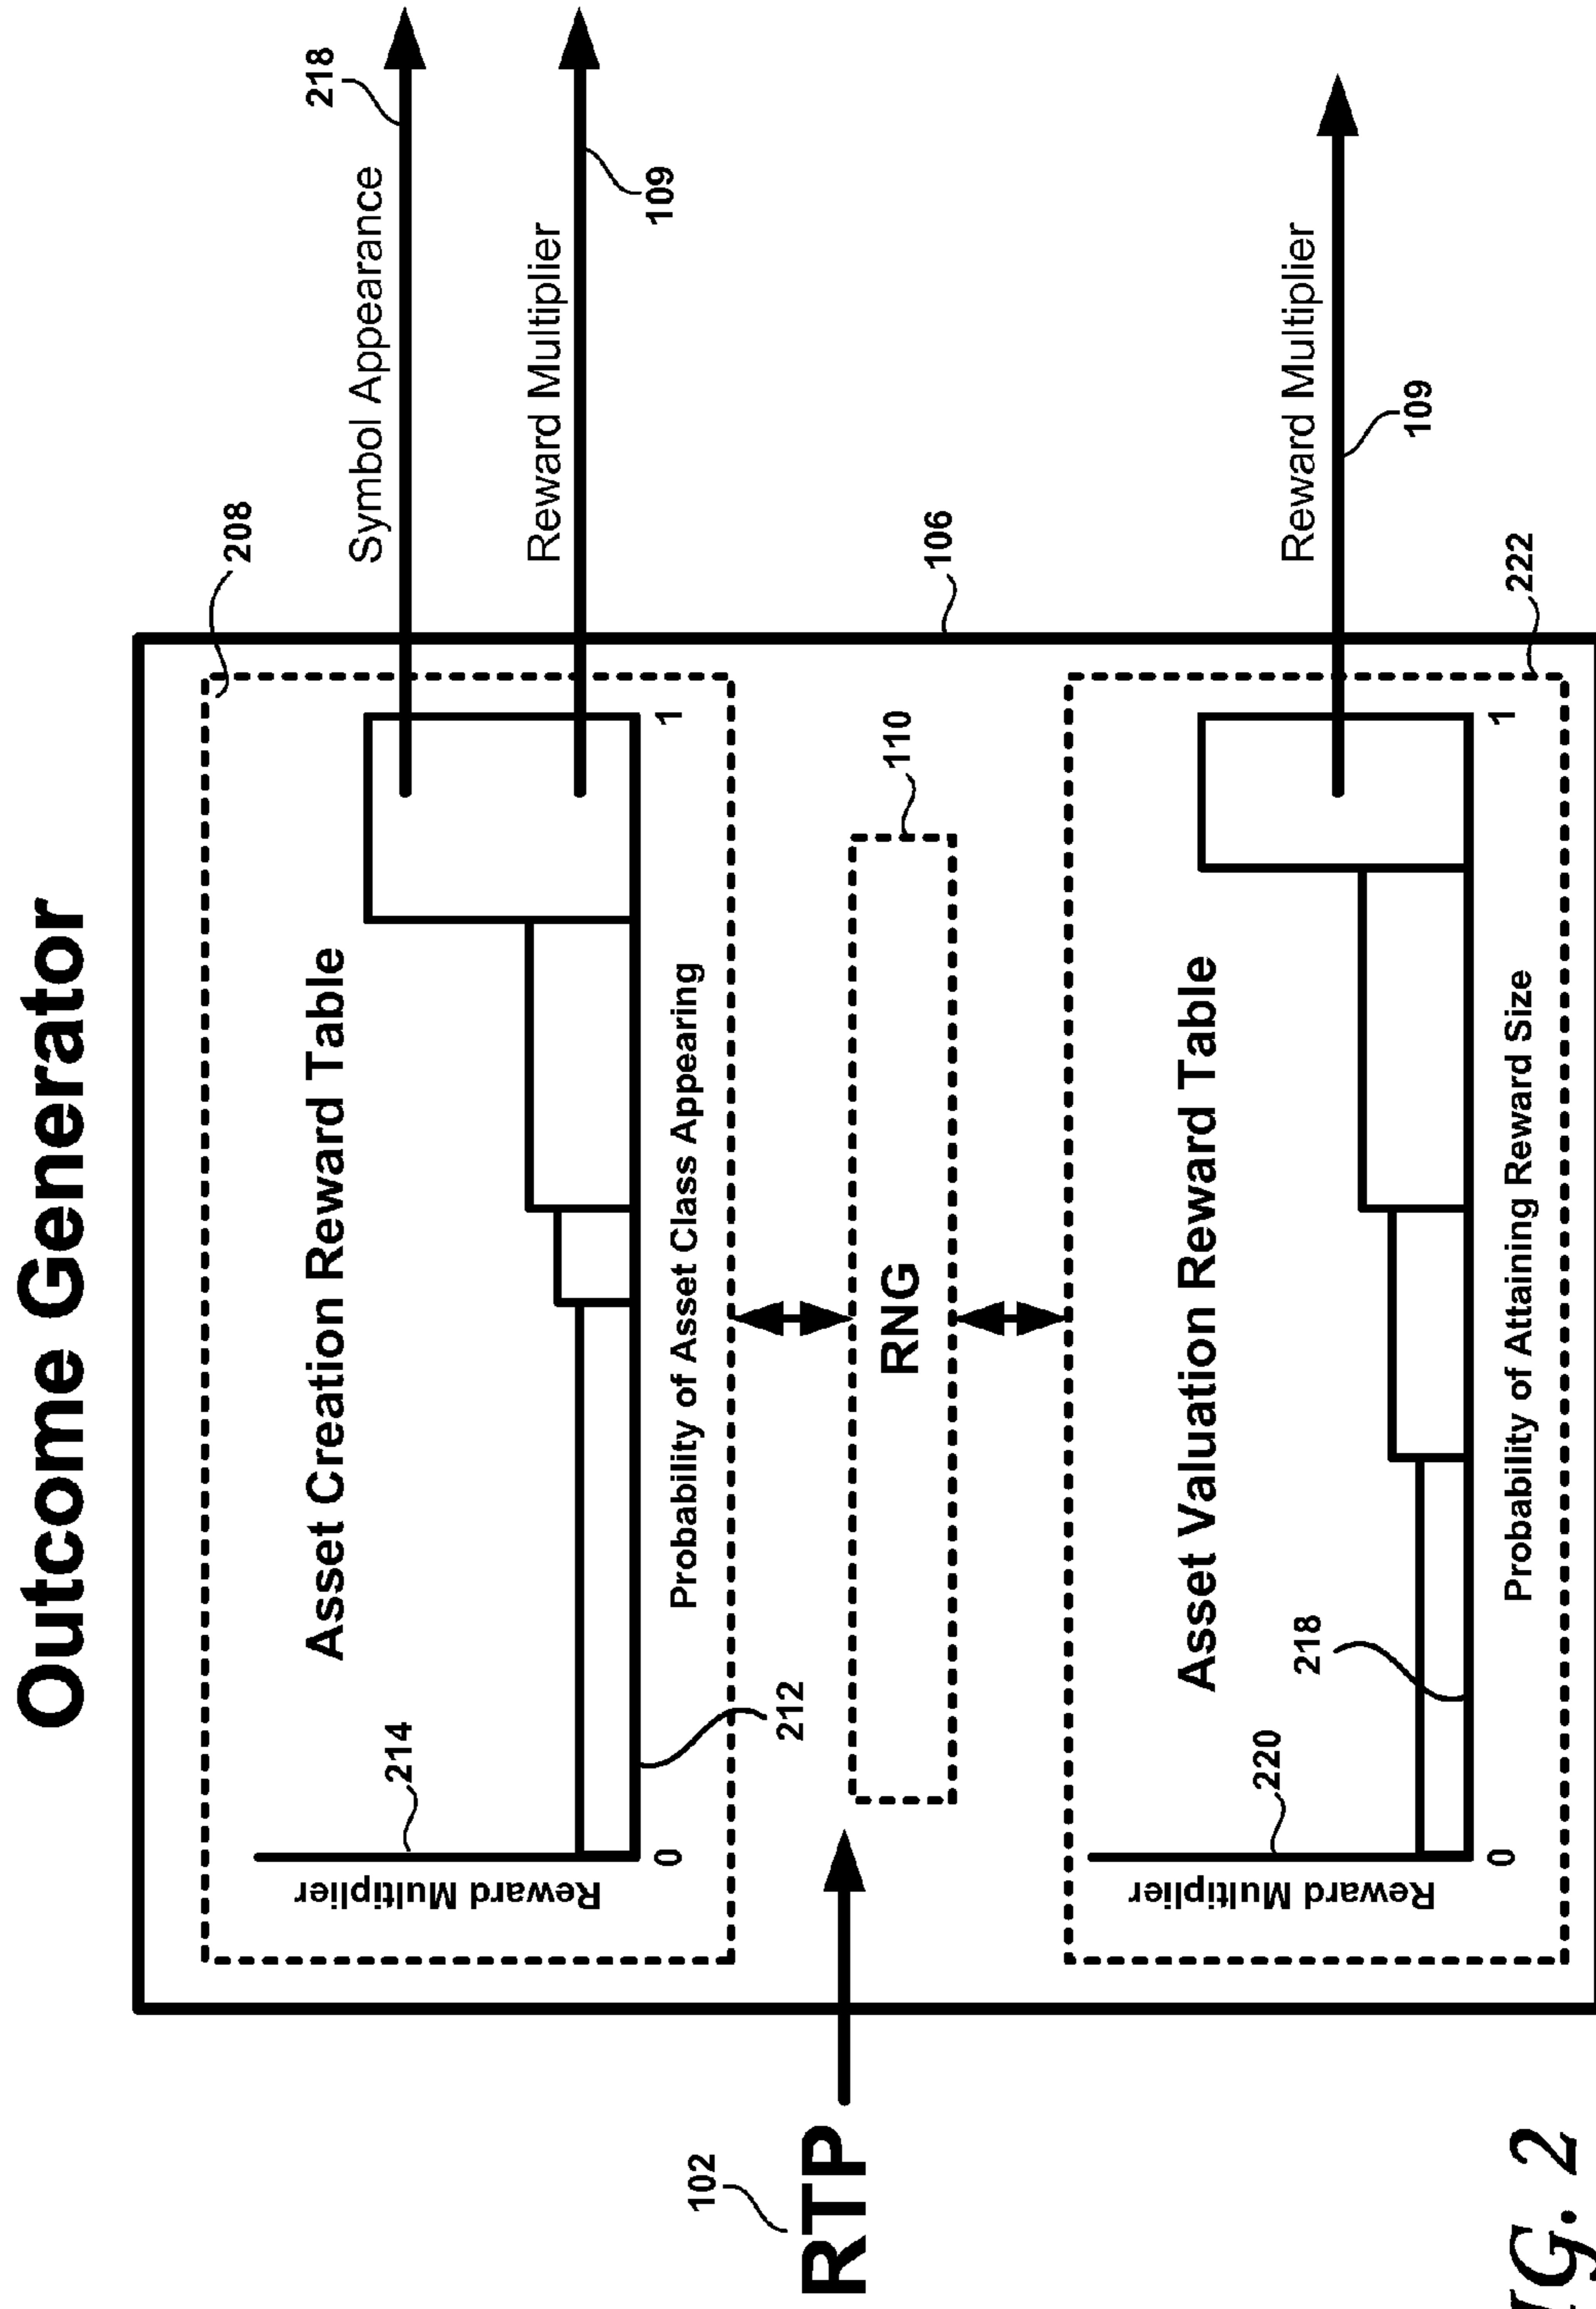 Outcome Generator
208
Asset Creation Reward Table
214
Reward Multiplier
0
1
212
Probability of Asset Class Appearing
Symbol Appearance
218
Reward Multiplier
109
102
RTP
RNG
110
106
Asset Valuation Reward Table
220
218
Reward Multiplier
0
1
Probability of Attaining Reward Size
Reward Multiplier
109
222
G. 2